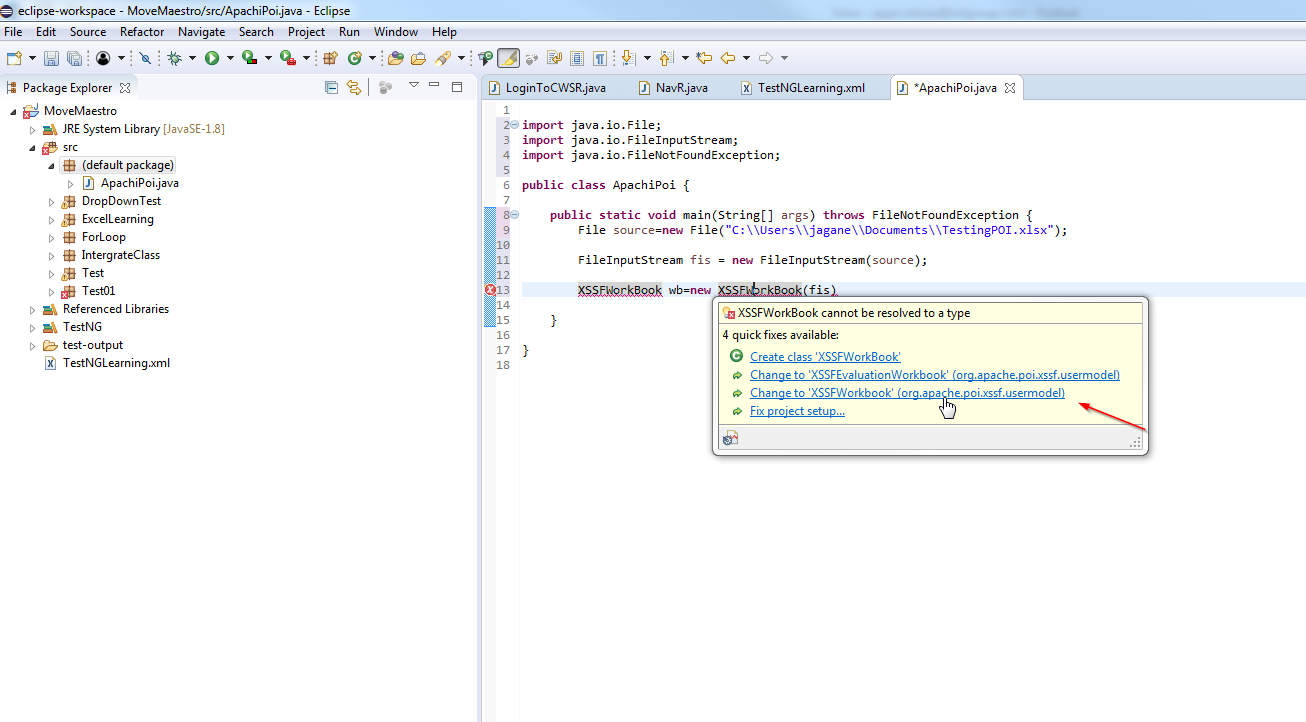 eclipse-workspace - MoveMaestro/src/ApachiPoi.java - Eclipse
File Edit Source Refactor Navigate Search Project Run Window Help
Package Explorer
MoveMaestro
JRE System Library [JavaSE-1.8]
src
(default package)
ApachiPoi.java
DropDownTest
ExcelLearning
ForLoop
IntergrateClass
Test
Test01
Referenced Libraries
TestNG
test-output
TestNGLearning.xml
LoginToCWSR.java NavR.java TestNGLearning.xml *ApachiPoi.java
1
2 import java.io.File;
3 import java.io.FileInputStream;
4 import java.io.FileNotFoundException;
5
6 public class ApachiPoi {
7
8 public static void main(String[] args) throws FileNotFoundException {
9 File source=new File("C:\\Users\\jagane\\Documents\\TestingPOI.xlsx");
10
11 FileInputStream fis = new FileInputStream(source);
12
13 XSSFWorkBook wb=new XSSFWorkBook(fis)
14
15 }
16
17 }
18
XSSFWorkBook cannot be resolved to a type
4 quick fixes available:
Create class 'XSSFWorkBook'
Change to 'XSSFEvaluationWorkbook' (org.apache.poi.xssf.usermodel)
Change to 'XSSFWorkbook' (org.apache.poi.xssf.usermodel)
Fix project setup...